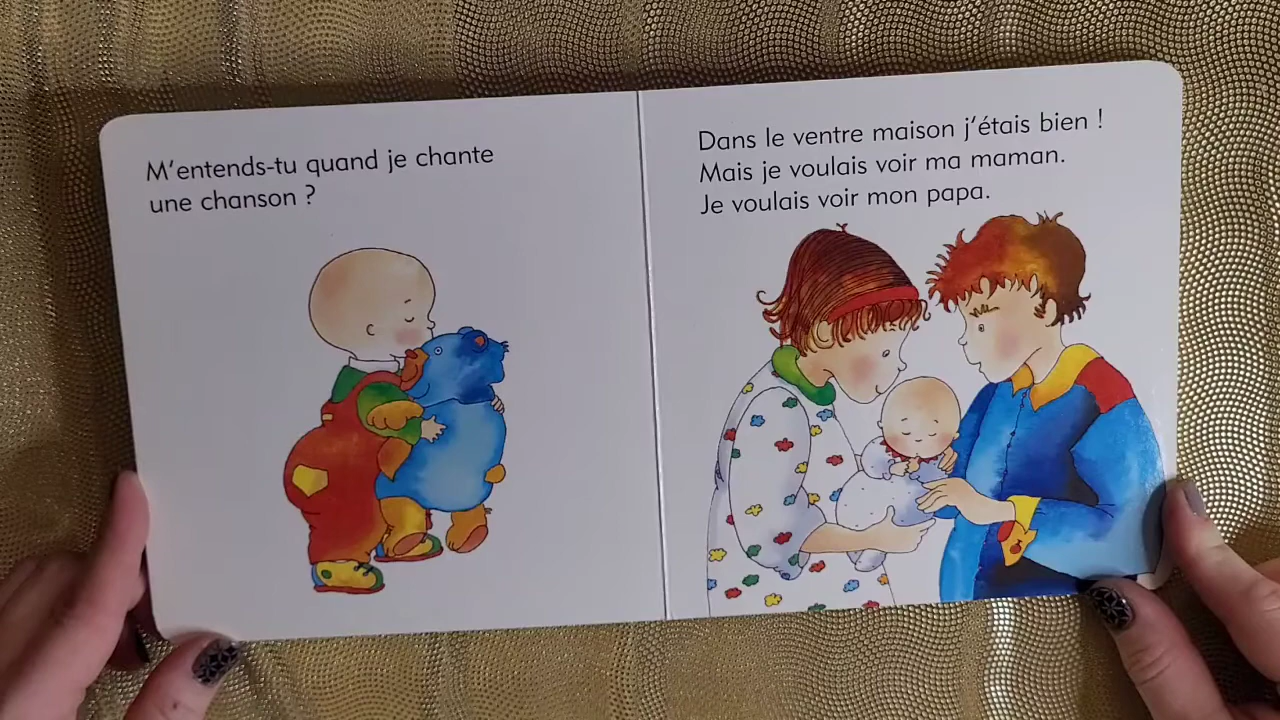 M'entends-tu quand je chante
une chanson ?
Dans le ventre maison j'étais bien !
Mais je voulais voir ma maman.
Je voulais voir mon papa.